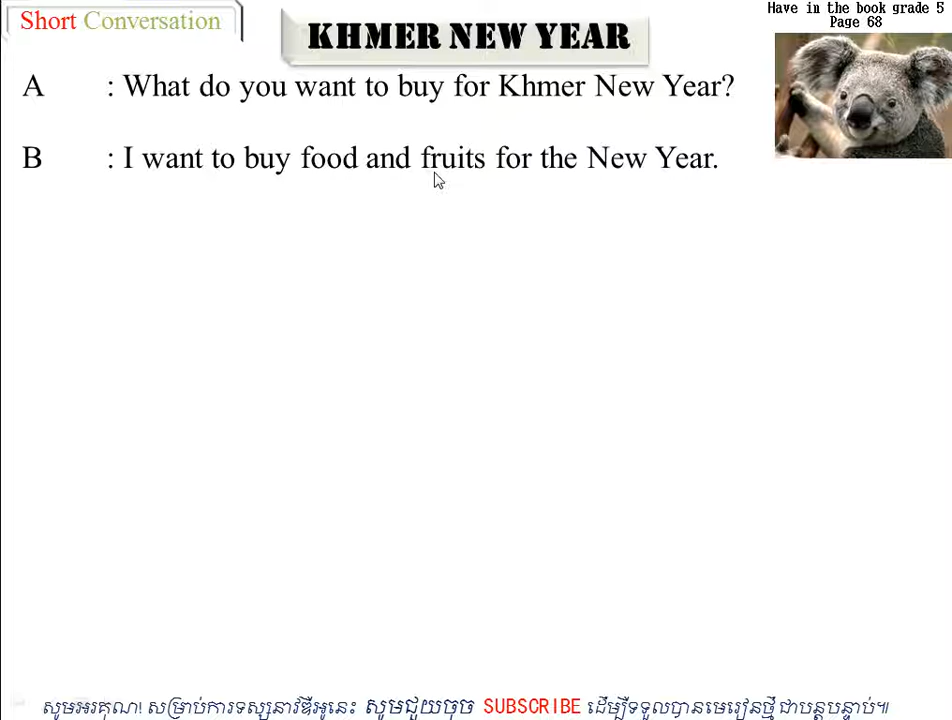 Short Conversation
KHMER NEW YEAR
Have in the book grade 5
Page 68
A : What do you want to buy for Khmer New Year?
B : I want to buy food and fruits for the New Year.
សូមអរគុណ! សម្រាប់ការទស្សនាវីឌីអូនេះ សូមជួយចុច SUBSCRIBE ដើម្បីទទួលបានមេរៀនថ្មីជាបន្តបន្ទាប់៕